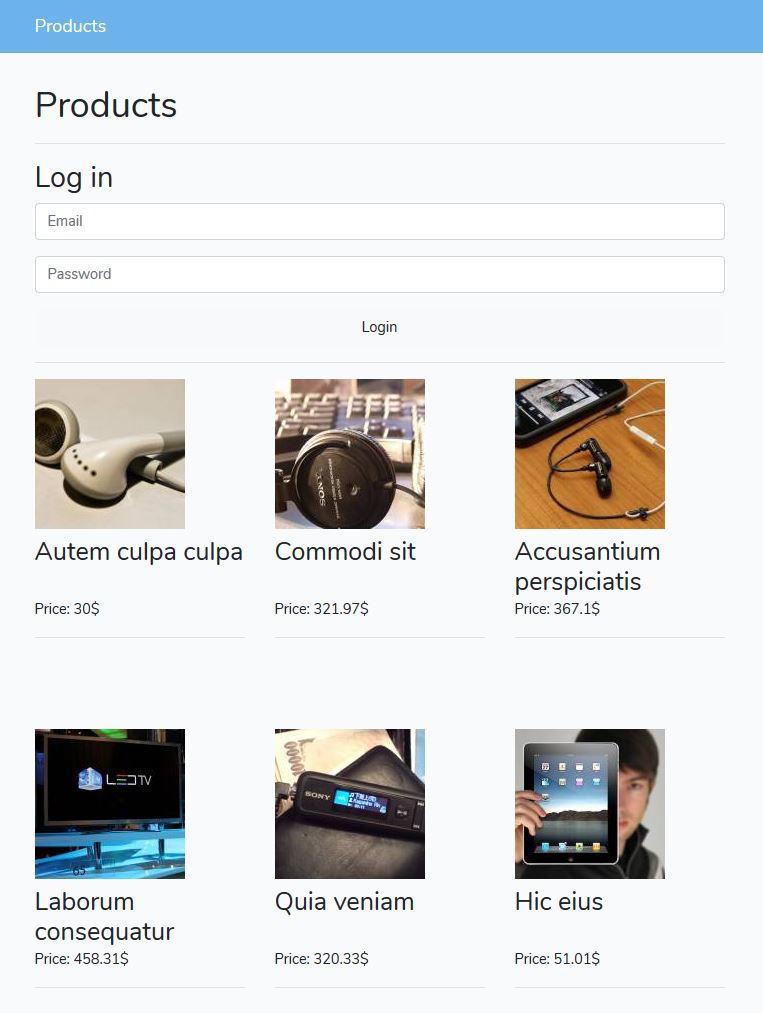 Products
Products
Log in
Email
Password
Login
SONY
Autem culpa culpa
Commodi sit
Accusantium
perspiciatis
Price: 30$
Price: 321.97$
Price: 367.1$
LED TV
SONY
Laborum
consequatur
Quia veniam
Hic eius
Price: 458.31$
Price: 320.33$
Price: 51.01$